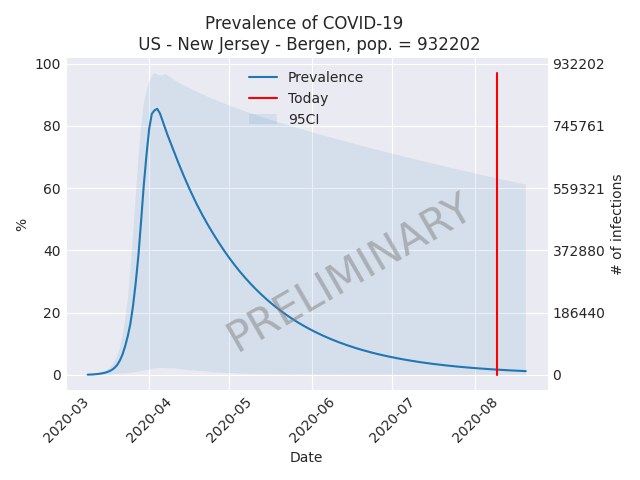 Prevalence of COVID-19
US - New Jersey - Bergen, pop. = 932202
100
80
60
40
20
0
%
932202
745761
559321
372880
186440
0
# of infections
Prevalence
Today
95CI
PRELIMINARY
2020-03
2020-04
2020-05
2020-06
2020-07
2020-08
Date